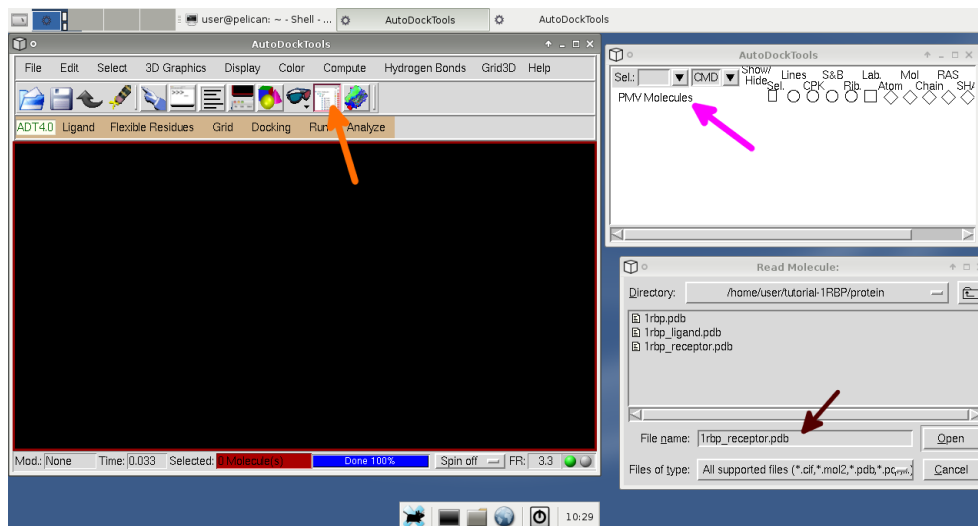 user@pelican: ~ - Shell - ...
AutoDockTools
AutoDockTools
AutoDockTools
File Edit Select 3D Graphics Display Color Compute Hydrogen Bonds Grid3D Help
ADT4.0 Ligand Flexible Residues Grid Docking Run Analyze
Mod.: None Time: 0.033 Selected: 0 Molecule(s) Done 100% Spin off FR: 3.3
AutoDockTools
Sel.: CMD Show/ Hide Sel. Lines CPK S&B Rib. Lab. Atom Mol Chain RAS
PMV Molecules
Read Molecule:
Directory: /home/user/tutorial-1RBP/protein
1rbp.pdb
1rbp_ligand.pdb
1rbp_receptor.pdb
File name: 1rbp_receptor.pdb Open
Files of type: All supported files (*.cif,*.mol2,*.pdb, Cancel
10:29